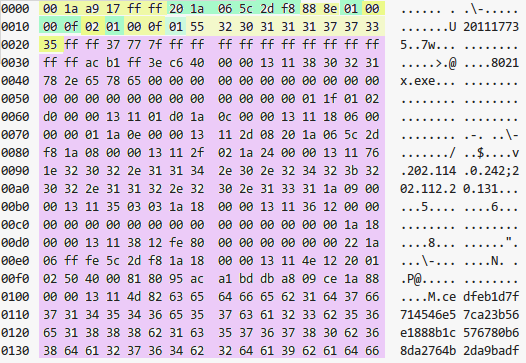 0000 00 1a a9 17 ff ff 20 1a 06 5c 2d f8 88 8e 01 00 ...... . .\-.....
0010 00 0f 02 01 00 0f 01 55 32 30 31 31 31 37 37 33 .......U 20111773
0020 35 ff ff 37 77 7f ff ff ff ff ff ff ff ff ff ff 5..7w... ........
0030 ff ff ac b1 ff 3e c6 40 00 00 13 11 38 30 32 31 .....>.@ ....8021
0040 78 2e 65 78 65 00 00 00 00 00 00 00 00 00 00 00 x.exe... ........
0050 00 00 00 00 00 00 00 00 00 00 00 00 01 1f 01 02 ........ ........
0060 d0 00 00 13 11 01 d0 1a 0c 00 00 13 11 18 06 00 ........ ........
0070 00 00 01 1a 0e 00 00 13 11 2d 08 20 1a 06 5c 2d ........ .-. ..\-
0080 f8 1a 08 00 00 13 11 2f 02 1a 24 00 00 13 11 76 ......./ ..$....v
0090 1e 32 30 32 2e 31 31 34 2e 30 2e 32 34 32 3b 32 .202.114 .0.242;2
00a0 30 32 2e 31 31 32 2e 32 30 2e 31 33 31 1a 09 00 02.112.2 0.131...
00b0 00 13 11 35 03 03 1a 18 00 00 13 11 36 12 00 00 ...5.... ....6...
00c0 00 00 00 00 00 00 00 00 00 00 00 00 00 00 1a 18 ........ ........
00d0 00 00 13 11 38 12 fe 80 00 00 00 00 00 00 22 1a ....8... ......".
00e0 06 ff fe 5c 2d f8 1a 18 00 00 13 11 4e 12 20 01 ...\-... ....N. .
00f0 02 50 40 00 81 80 95 ac a1 bd db a8 09 ce 1a 88 .P@..... ........
0100 00 00 13 11 4d 82 63 65 64 66 65 62 31 64 37 66 ....M.ce dfeb1d7f
0110 37 31 34 35 34 36 65 35 37 63 61 32 33 62 35 36 714546e5 7ca23b56
0120 65 31 38 38 38 62 31 63 35 37 36 37 38 30 62 36 e1888b1c 576780b6
0130 38 64 61 32 37 36 34 62 32 64 61 39 62 61 64 66 8da2764b 2da9badf